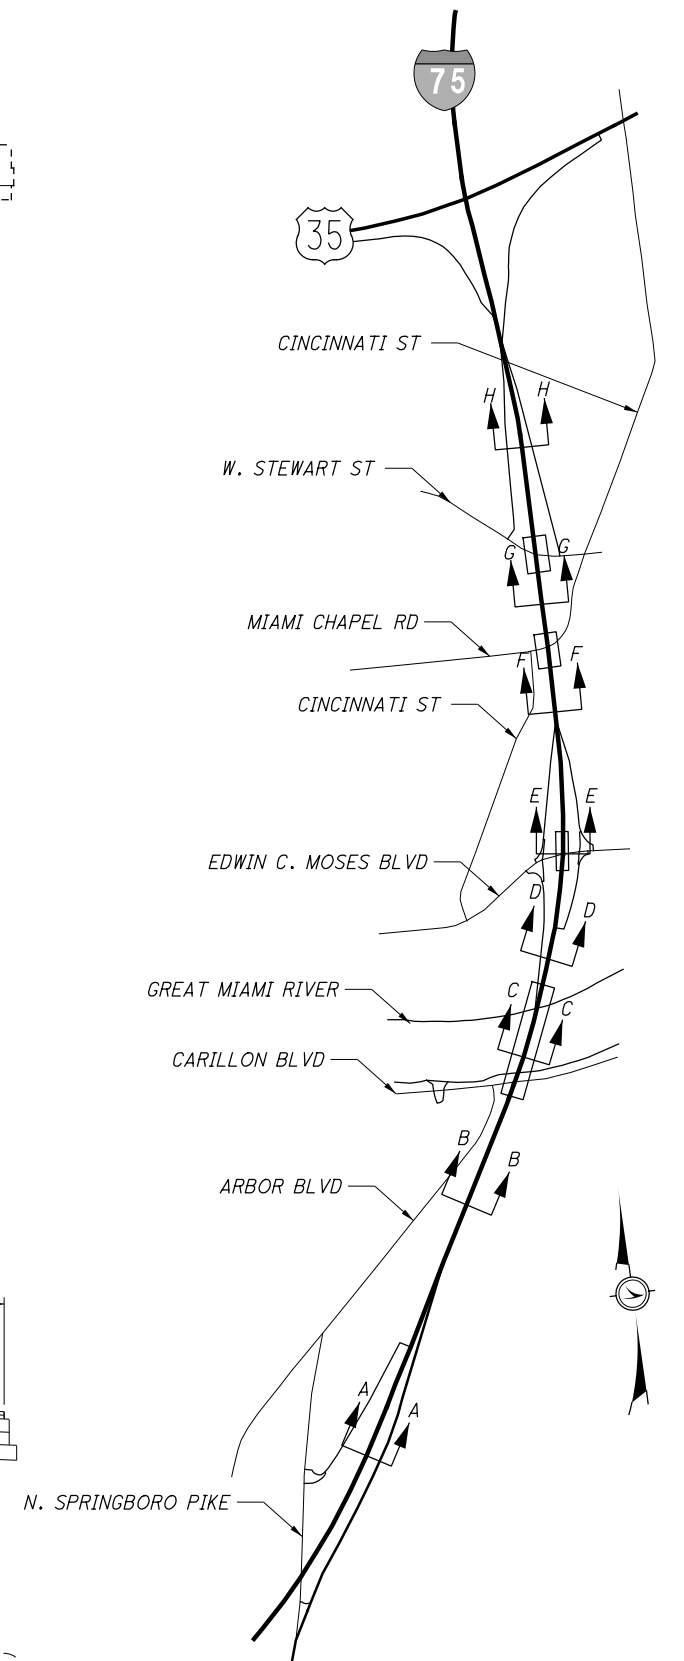 75
35
CINCINNATI ST
H H
W. STEWART ST
G G
MIAMI CHAPEL RD
F F
CINCINNATI ST
E E
EDWIN C. MOSES BLVD
D D
GREAT MIAMI RIVER
C C
CARILLON BLVD
B B
ARBOR BLVD
A A
N. SPRINGBORO PIKE